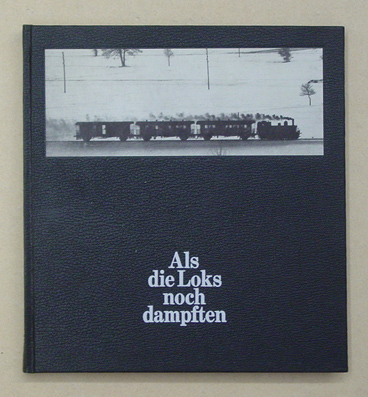 Als
die Loks
noch
dampften